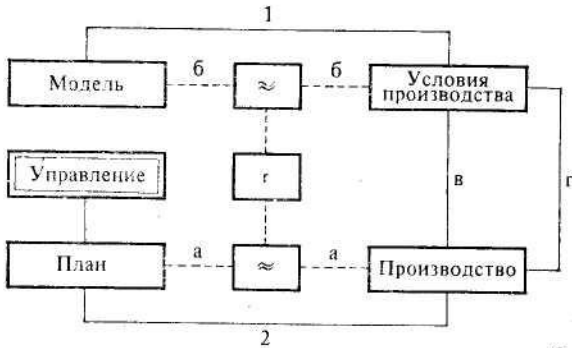 1
Модель
б
≈
б
Условия
производства
Управление
г
в
г
План
а
≈
а
Производство
2